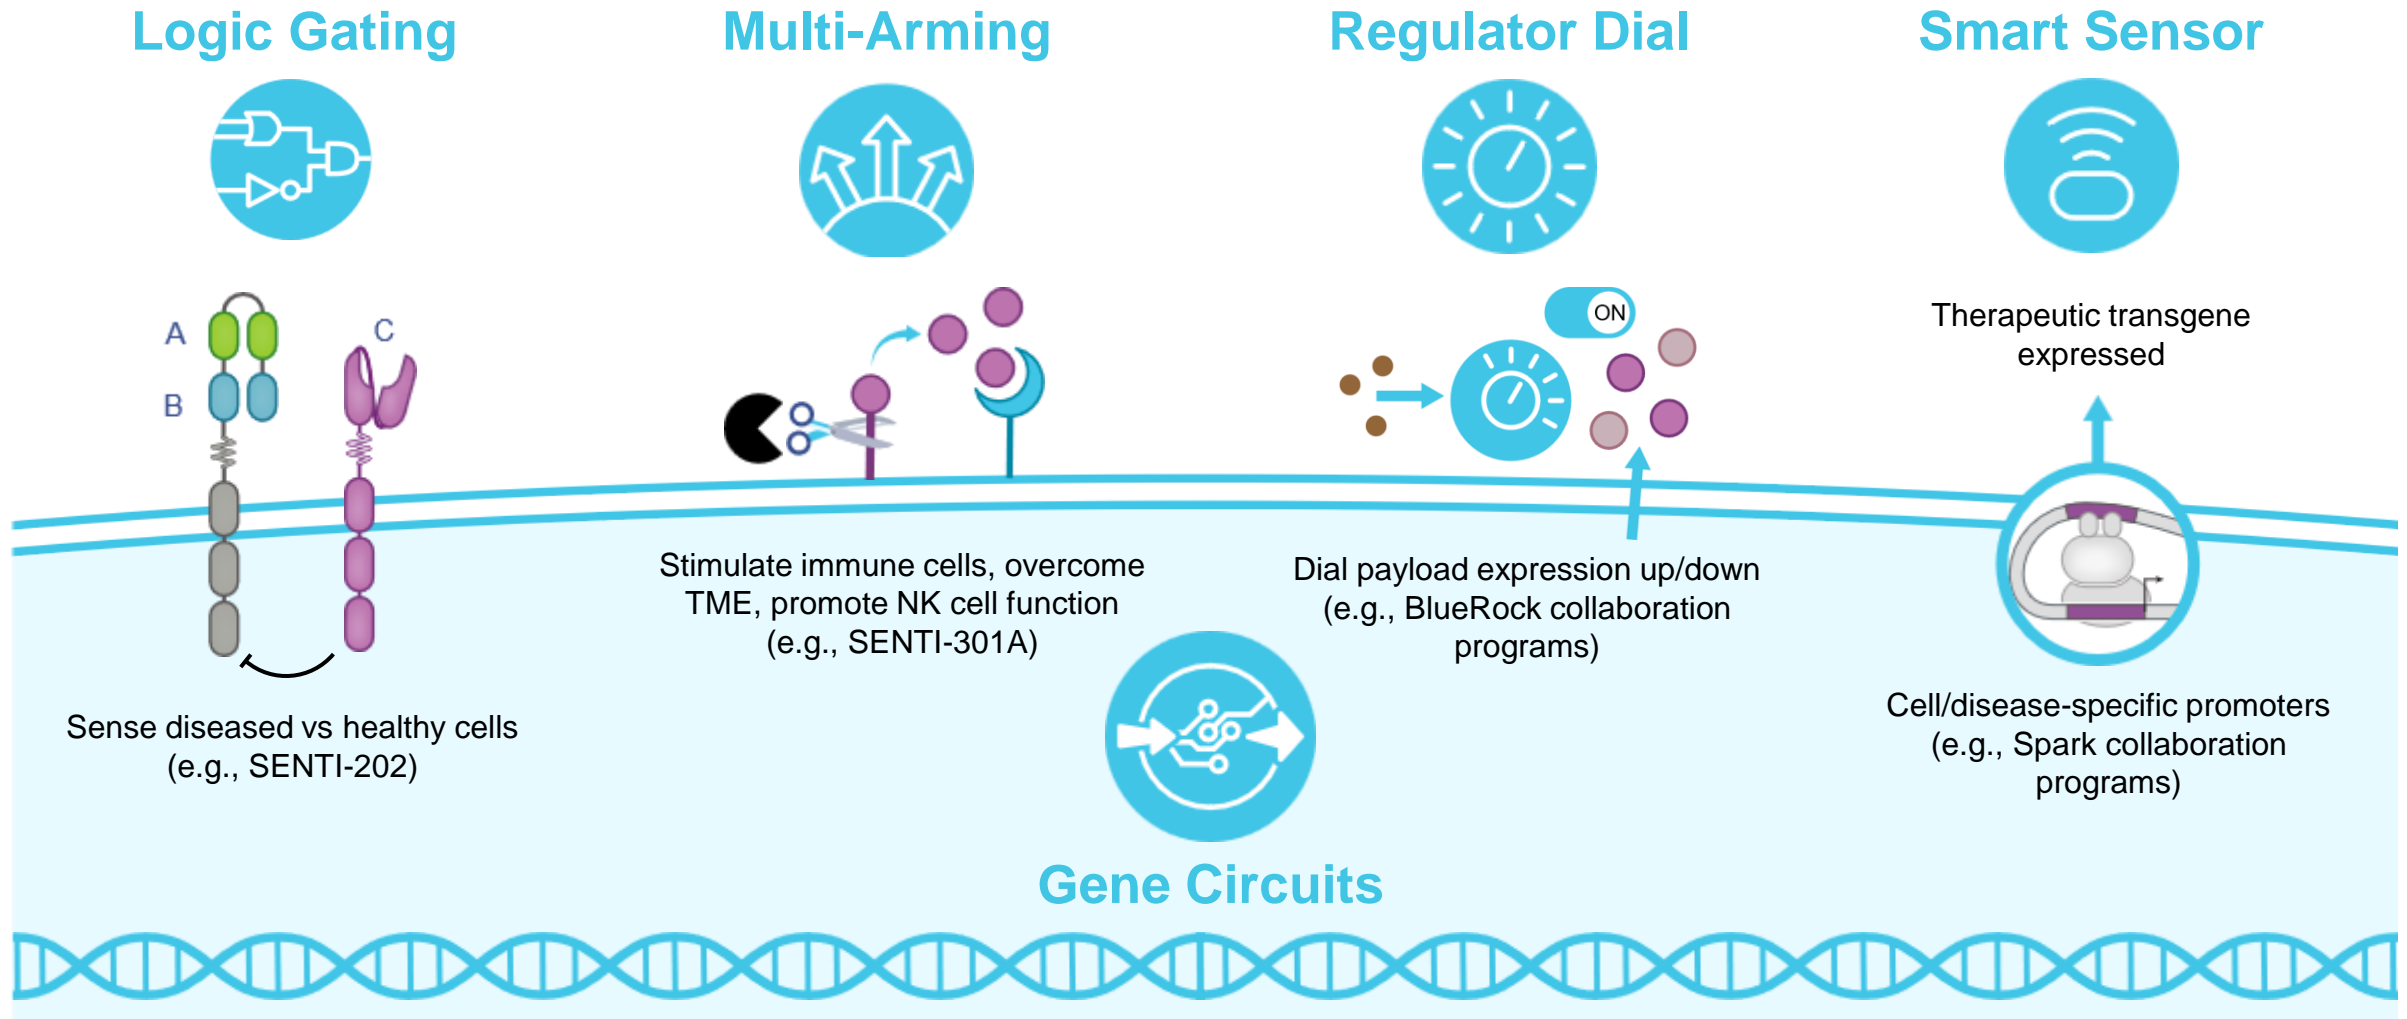 Logic Gating
Multi-Arming
Regulator Dial
Smart Sensor
A
B
C
ON
Therapeutic transgene
expressed
Sense diseased vs healthy cells
(e.g., SENTI-202)
Stimulate immune cells, overcome
TME, promote NK cell function
(e.g., SENTI-301A)
Dial payload expression up/down
(e.g., BlueRock collaboration
programs)
Cell/disease-specific promoters
(e.g., Spark collaboration
programs)
Gene Circuits